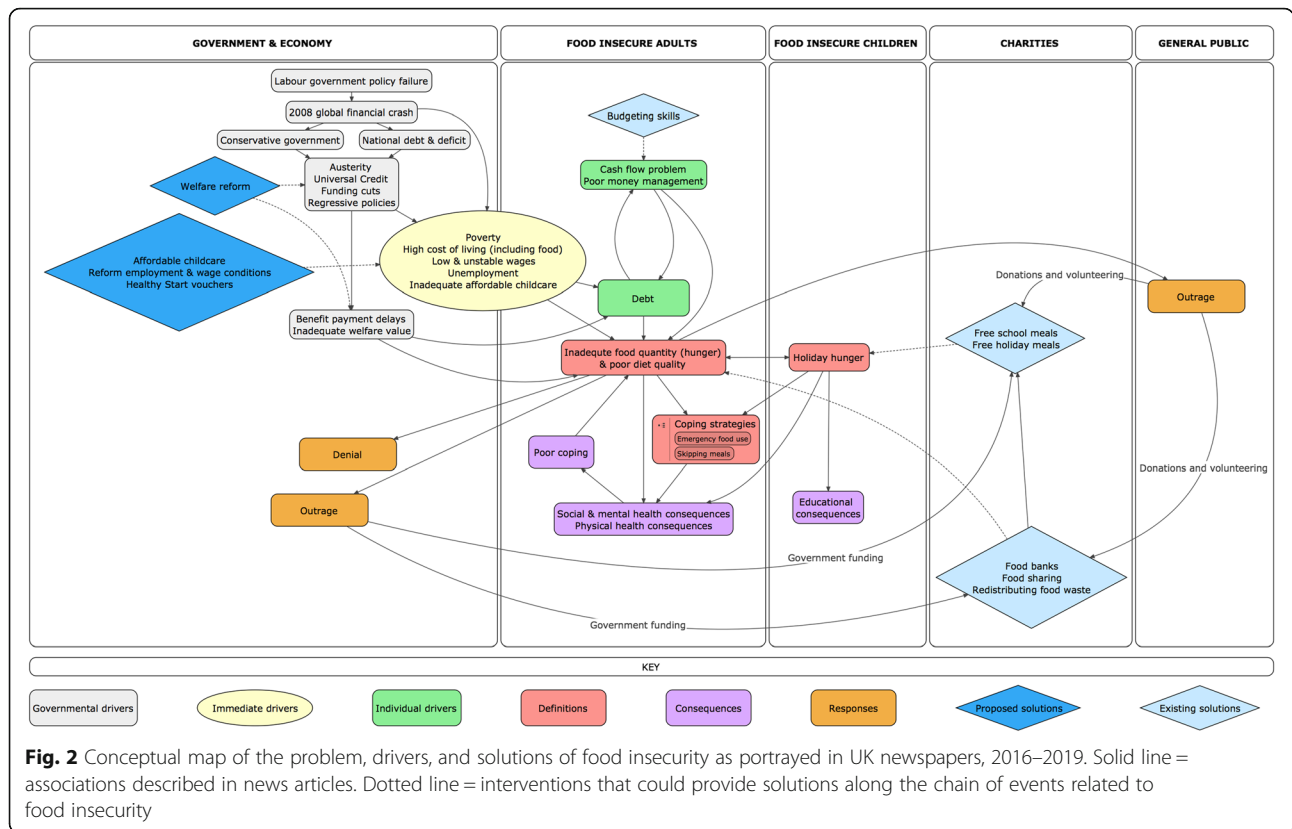 GOVERNMENT & ECONOMY
FOOD INSECURE ADULTS
FOOD INSECURE CHILDREN
CHARITIES
GENERAL PUBLIC
Labour government policy failure
2008 global financial crash
Conservative government
National debt & deficit
Austerity
Universal Credit
Funding cuts
Regressive policies
Welfare reform
Affordable childcare
Reform employment & wage conditions
Healthy Start vouchers
Poverty
High cost of living (including food)
Low & unstable wages
Unemployment
Inadequate affordable childcare
Benefit payment delays
Inadequate welfare value
Denial
Outrage
Budgeting skills
Cash flow problem
Poor money management
Debt
Inadequte food quantity (hunger)
& poor diet quality
Coping strategies
Emergency food use
Skipping meals
Poor coping
Social & mental health consequences
Physical health consequences
Holiday hunger
Educational
consequences
Donations and volunteering
Free school meals
Free holiday meals
Outrage
Donations and volunteering
Government funding
Food banks
Food sharing
Redistributing food waste
Government funding
KEY
Governmental drivers
Immediate drivers
Individual drivers
Definitions
Consequences
Responses
Proposed solutions
Existing solutions
Fig. 2 Conceptual map of the problem, drivers, and solutions of food insecurity as portrayed in UK newspapers, 2016–2019. Solid line =
associations described in news articles. Dotted line = interventions that could provide solutions along the chain of events related to
food insecurity